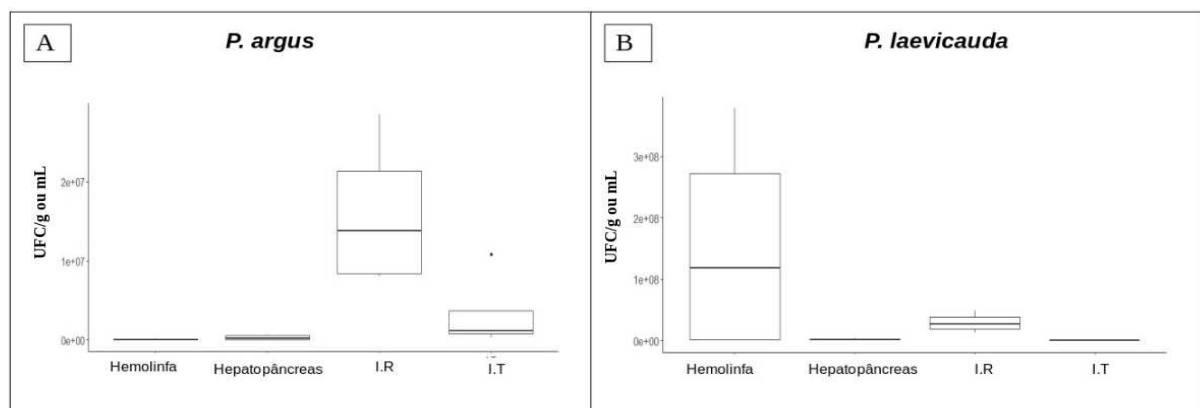 A
P. argus
UFC/g ou mL
2e+07
1e+07
0e+00
Hemolinfa
Hepatopâncreas
I.R
I.T
B
P. laevicauda
UFC/g ou mL
3e+08
2e+08
1e+08
0e+00
Hemolinfa
Hepatopâncreas
I.R
I.T